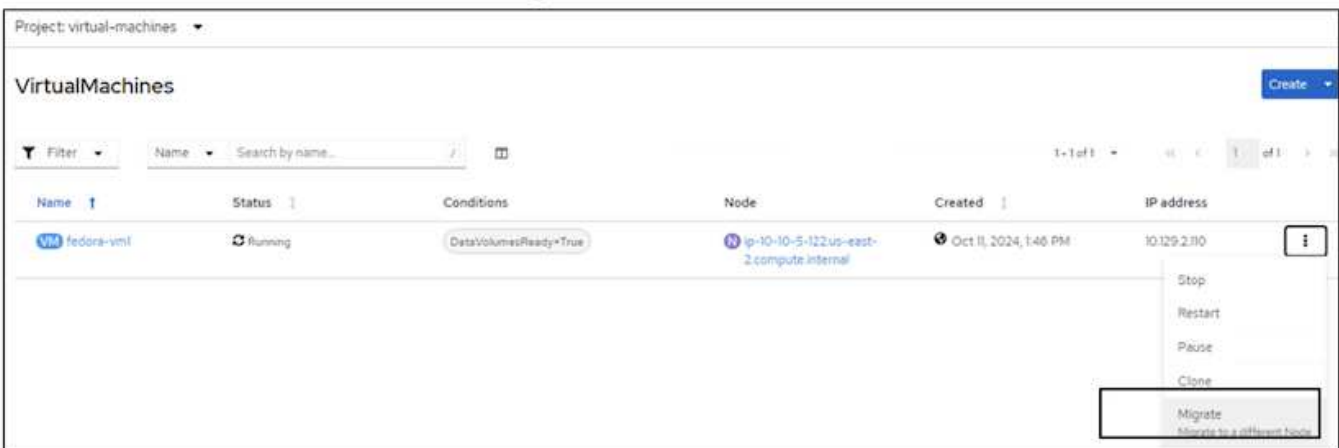 Project: virtual-machines
VirtualMachines
Create
Filter
Name
Search by name...
/
1-1 of 1
1
of 1
Name
Status
Conditions
Node
Created
IP address
VM fedora-vm1
Running
DataVolumesReady=True
N ip-10-10-5-122.us-east-
2.compute.internal
Oct 11, 2024, 1:46 PM
10.129.2.110
Stop
Restart
Pause
Clone
Migrate
Migrate to a different Node